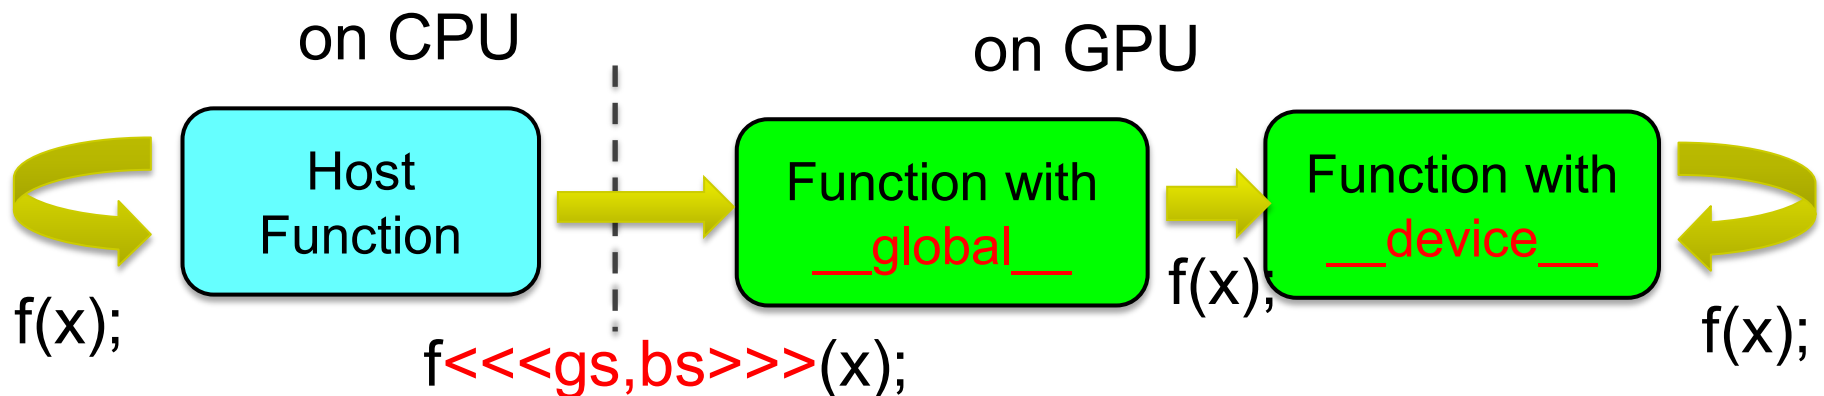 on CPU
on GPU
Host
Function
Function with
__global__
Function with
__device__
f(x);
f<<<gs,bs>>>(x);
f(x);
f(x);